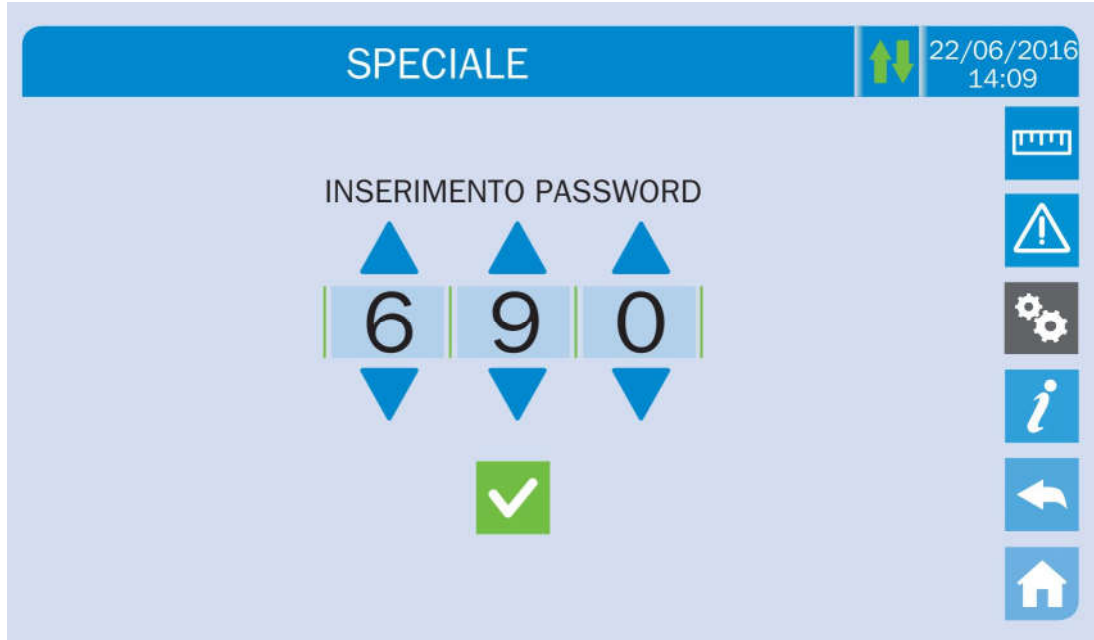 SPECIALE
22/06/2016
14:09
INSERIMENTO PASSWORD
6 9 0
i